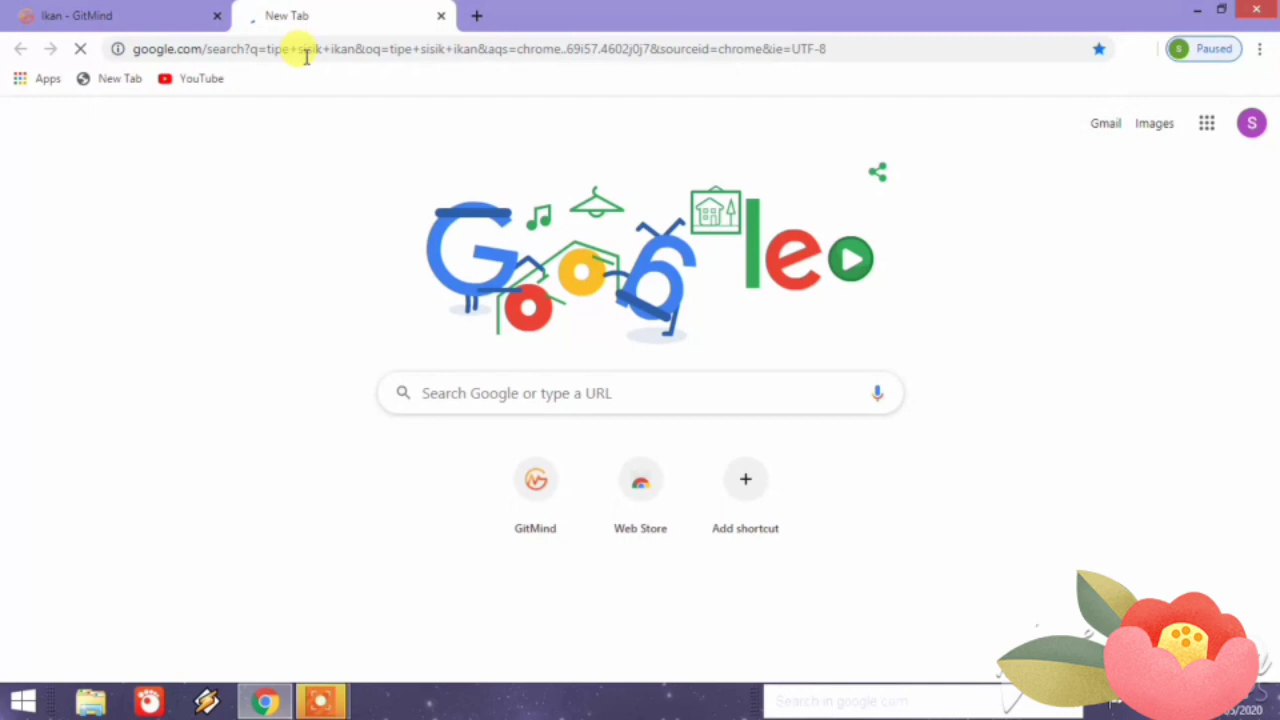 Ikan - GitMind
New Tab
google.com/search?q=tipe+sisik+ikan&oq=tipe+sisik+ikan&aqs=chrome..69i57.4602j0j7&sourceid=chrome&ie=UTF-8
S
Paused
Apps
New Tab
YouTube
Gmail
Images
S
Google
Search Google or type a URL
GitMind
Web Store
Add shortcut
Search in google.com